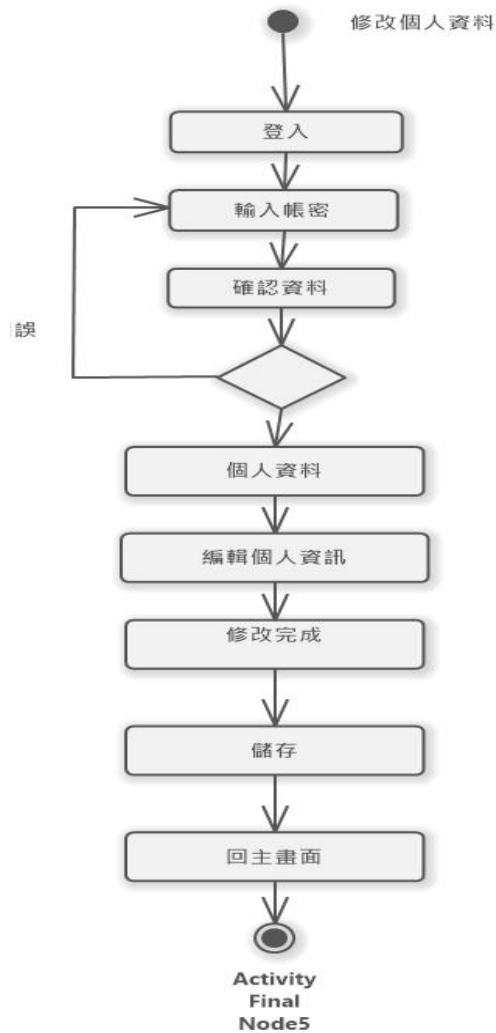 修改個人資料
登入
輸入帳密
確認資料
誤
個人資料
編輯個人資訊
修改完成
儲存
回主畫面
Activity
Final
Node5